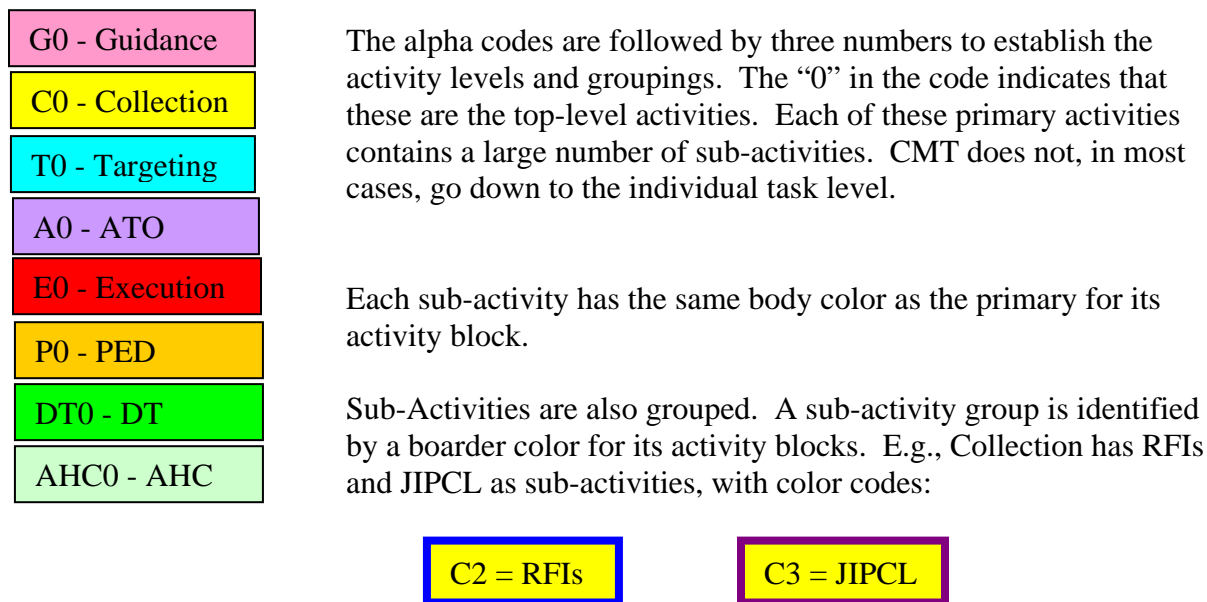 G0 - Guidance
C0 - Collection
T0 - Targeting
A0 - ATO
E0 - Execution
P0 - PED
DT0 - DT
AHC0 - AHC
The alpha codes are followed by three numbers to establish the
activity levels and groupings.  The “0” in the code indicates that
these are the top-level activities.  Each of these primary activities
contains a large number of sub-activities.  CMT does not, in most
cases, go down to the individual task level.
Each sub-activity has the same body color as the primary for its
activity block.
Sub-Activities are also grouped.  A sub-activity group is identified
by a boarder color for its activity blocks.  E.g., Collection has RFIs
and JIPCL as sub-activities, with color codes:
C2 = RFIs
C3 = JIPCL